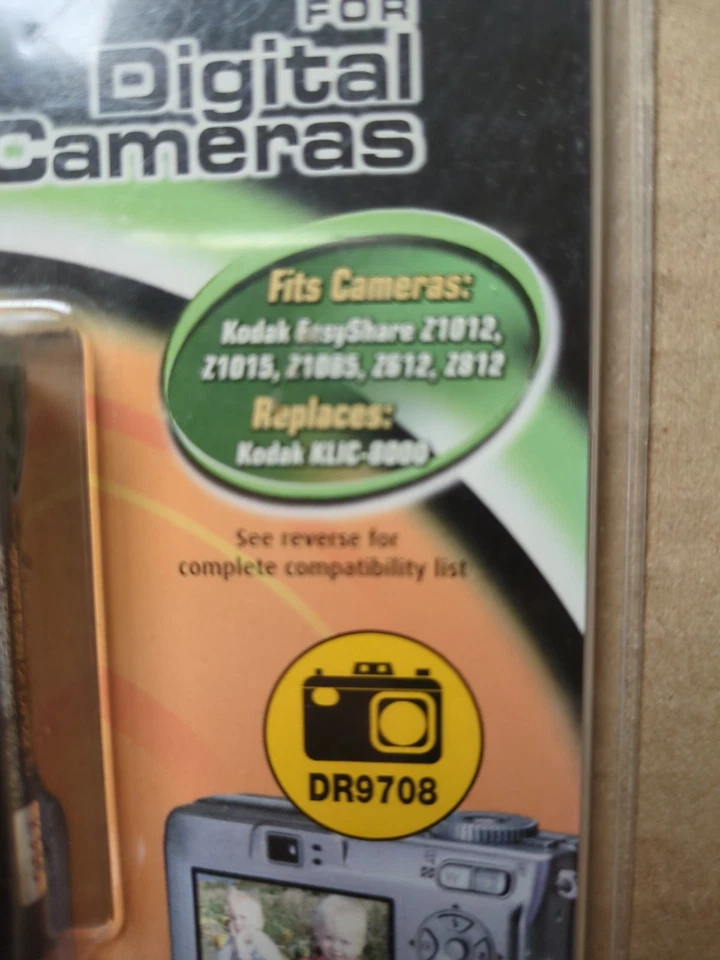 FOR
Digital
Cameras
Fits Cameras:
Kodak EasyShare Z1012,
Z1015, Z1085, Z612, Z812
Replaces:
Kodak KLIC-8000
See reverse for
complete compatibility list
DR9708